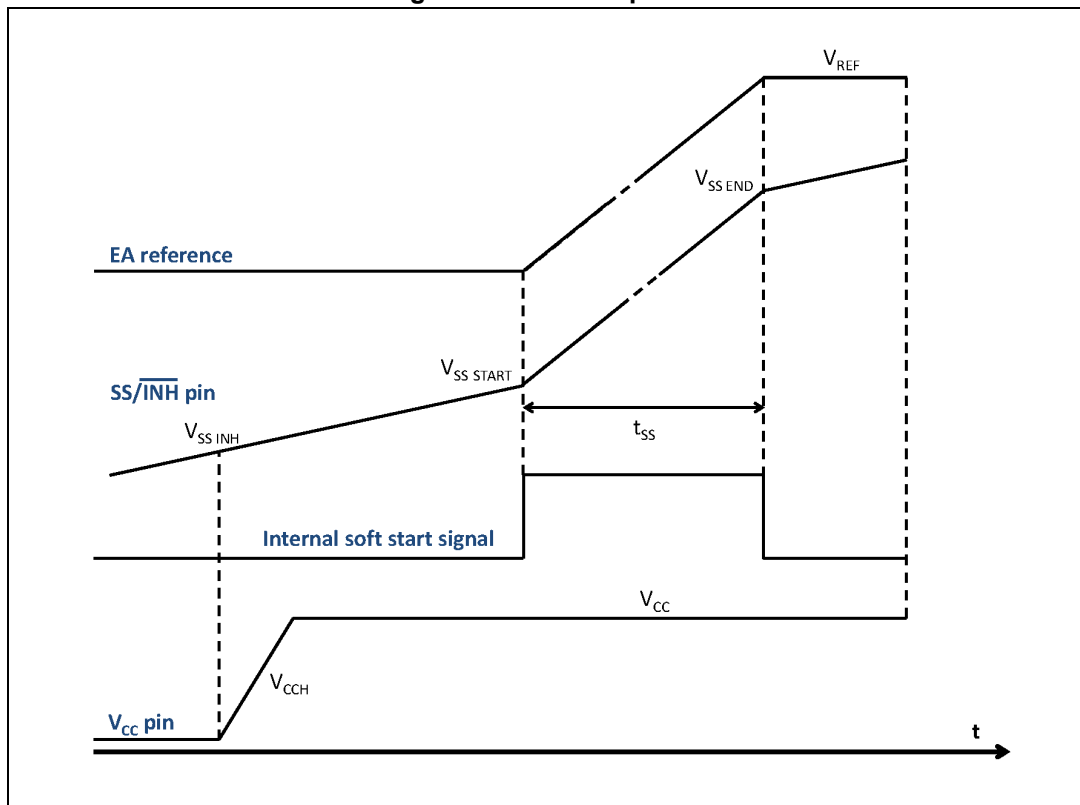 V_REF
V_SS END
EA reference
V_SS START
SS/I̅N̅H̅ pin
t_SS
V_SS INH
Internal soft start signal
V_CC
V_CCH
V_CC pin
t